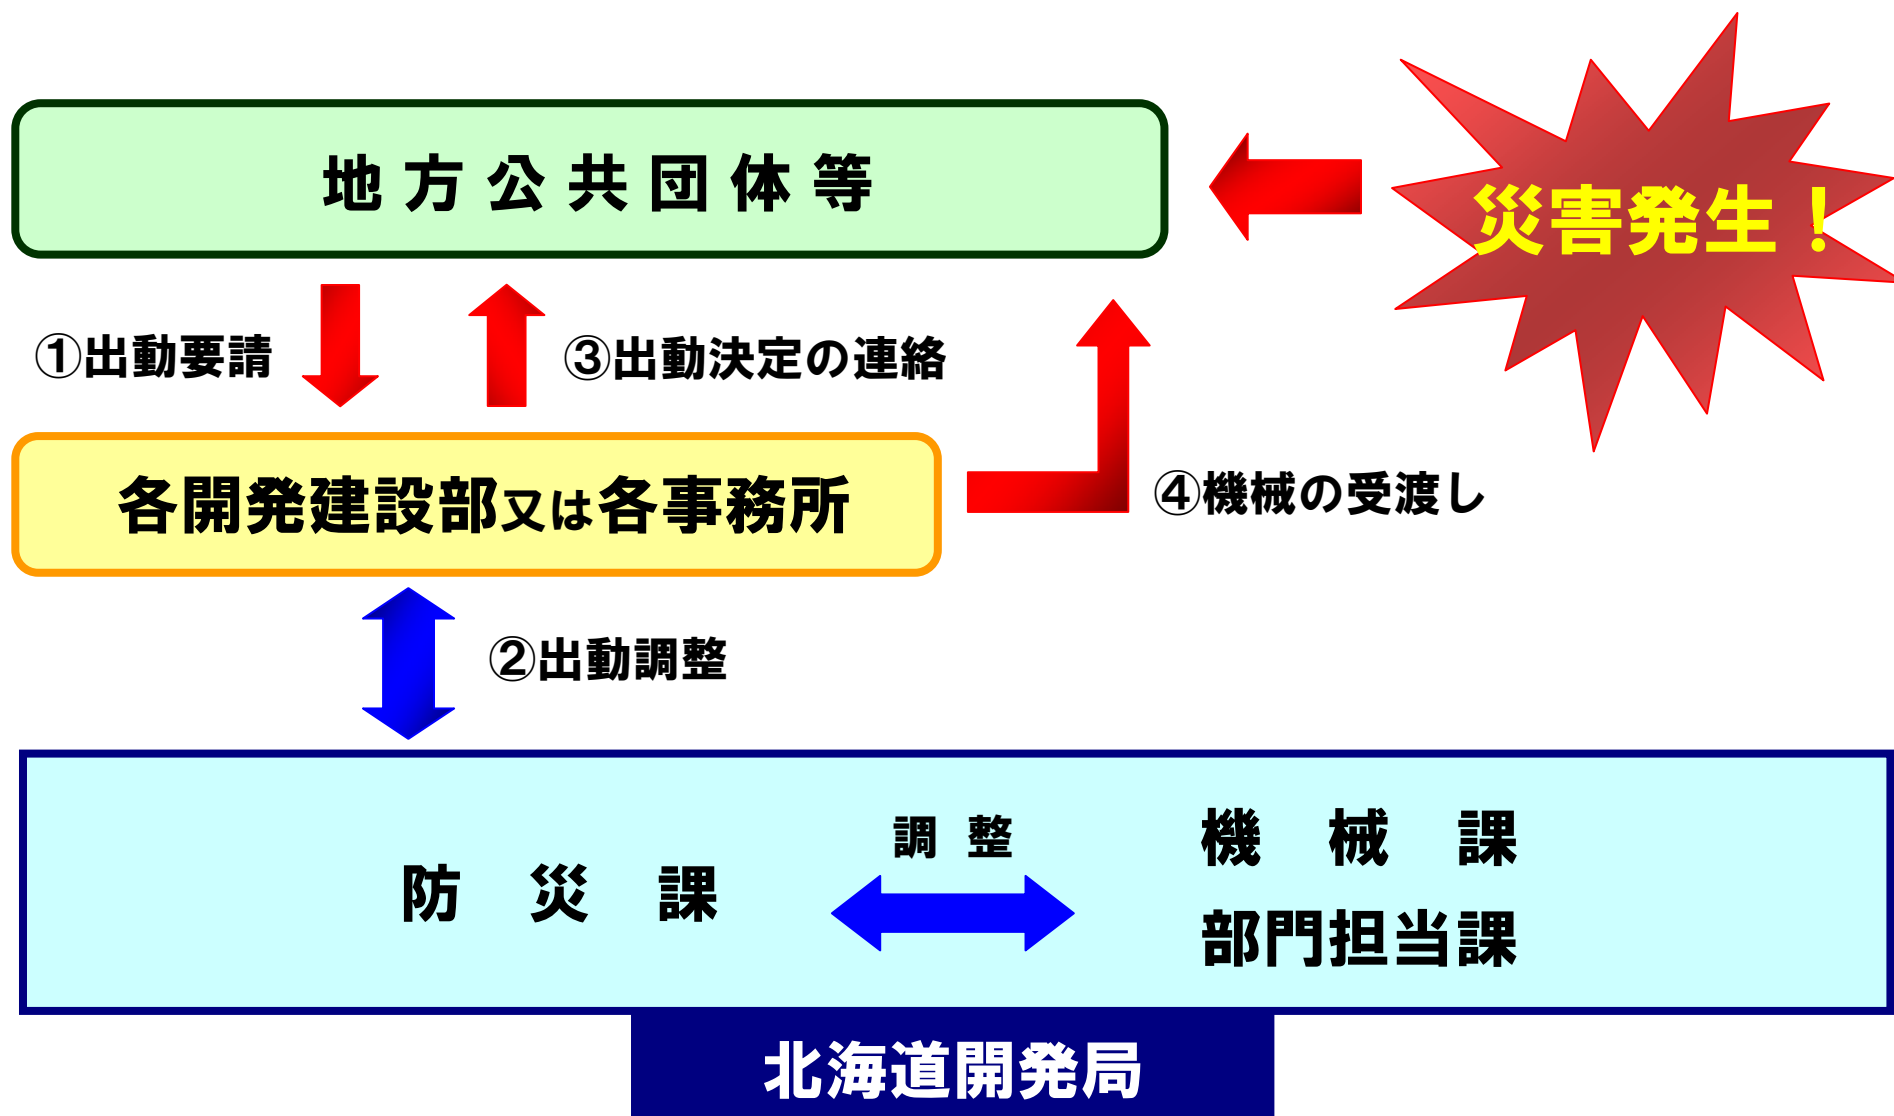 災害発生！
地方公共団体等
①出動要請
③出動決定の連絡
各開発建設部又は各事務所
④機械の受渡し
②出動調整
調整
機械課
防災課
部門担当課
北海道開発局